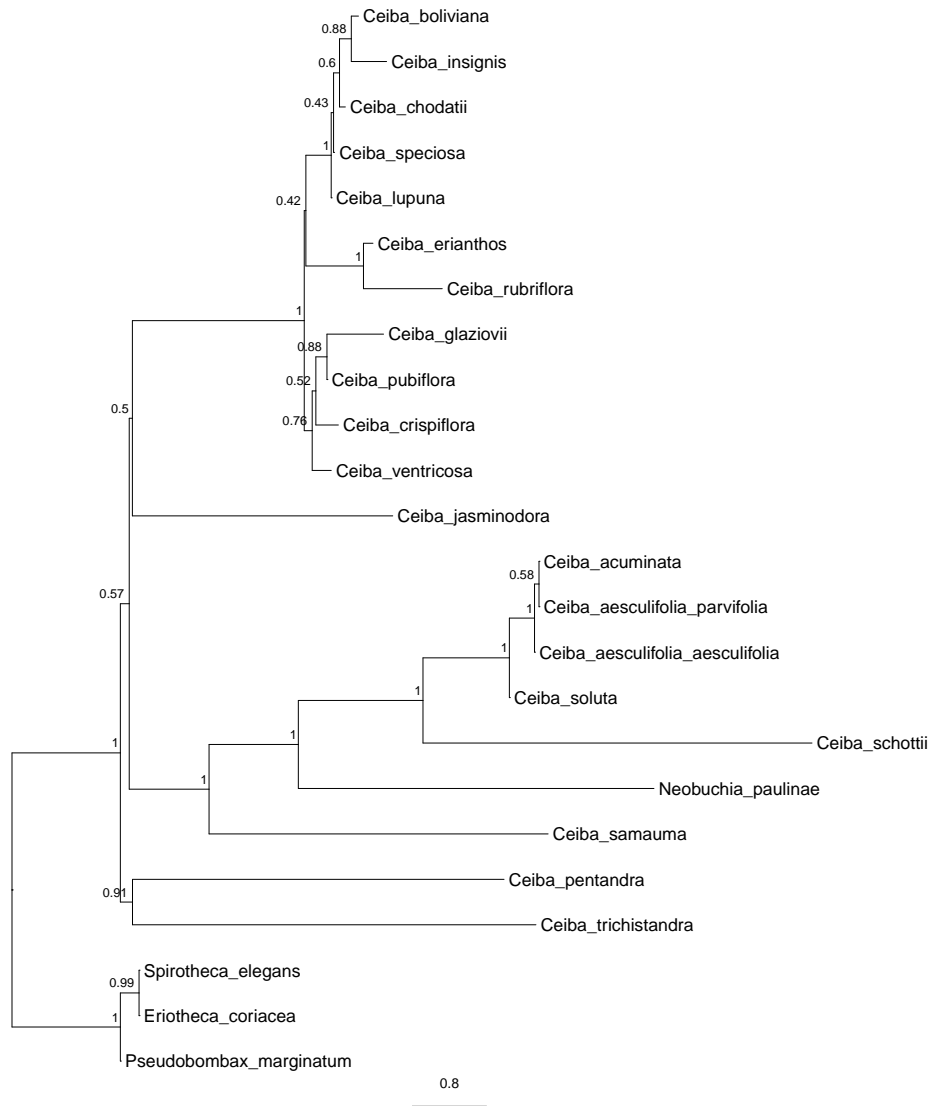 Ceiba_boliviana
0.88
Ceiba_insignis
0.6
Ceiba_chodatii
0.43
Ceiba_speciosa
1
Ceiba_lupuna
0.42
Ceiba_erianthos
1
Ceiba_rubriflora
1
Ceiba_glaziovii
0.88
Ceiba_pubiflora
0.52
Ceiba_crispiflora
0.76
Ceiba_ventricosa
0.5
Ceiba_jasminodora
Ceiba_acuminata
0.58
Ceiba_aesculifolia_parvifolia
0.57
1
Ceiba_aesculifolia_aesculifolia
1
Ceiba_soluta
1
Ceiba_schottii
1
1
Neobuchia_paulinae
1
Ceiba_samauma
Ceiba_pentandra
0.91
Ceiba_trichistandra
Spirotheca_elegans
0.99
Eriotheca_coriacea
1
Pseudobombax_marginatum
0.8